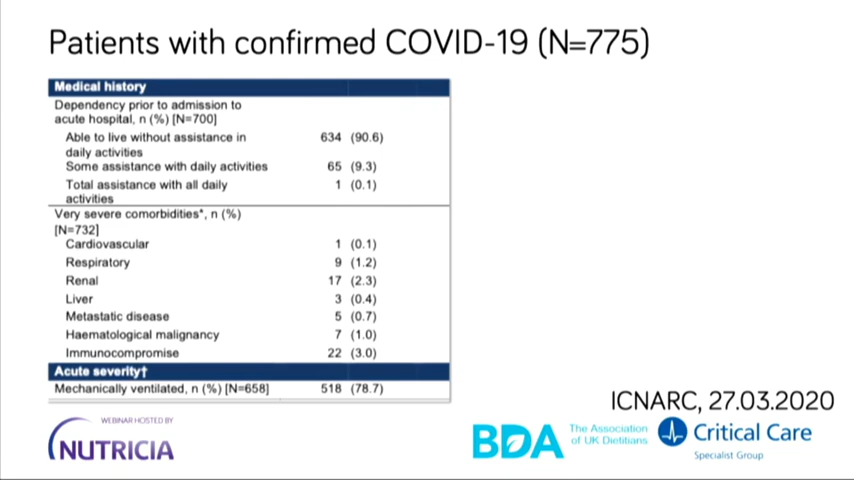 Patients with confirmed COVID-19 (N=775)
Medical history
Dependency prior to admission to
acute hospital, n (%) [N=700]
Able to live without assistance in 634 (90.6)
daily activities
Some assistance with daily activities 65 (9.3)
Total assistance with all daily 1 (0.1)
activities
Very severe comorbidities*, n (%)
[N=732]
Cardiovascular 1 (0.1)
Respiratory 9 (1.2)
Renal 17 (2.3)
Liver 3 (0.4)
Metastatic disease 5 (0.7)
Haematological malignancy 7 (1.0)
Immunocompromise 22 (3.0)
Acute severity†
Mechanically ventilated, n (%) [N=658] 518 (78.7)
ICNARC, 27.03.2020
WEBINAR HOSTED BY
NUTRICIA
BDA The Association
of UK Dietitians
Critical Care
Specialist Group